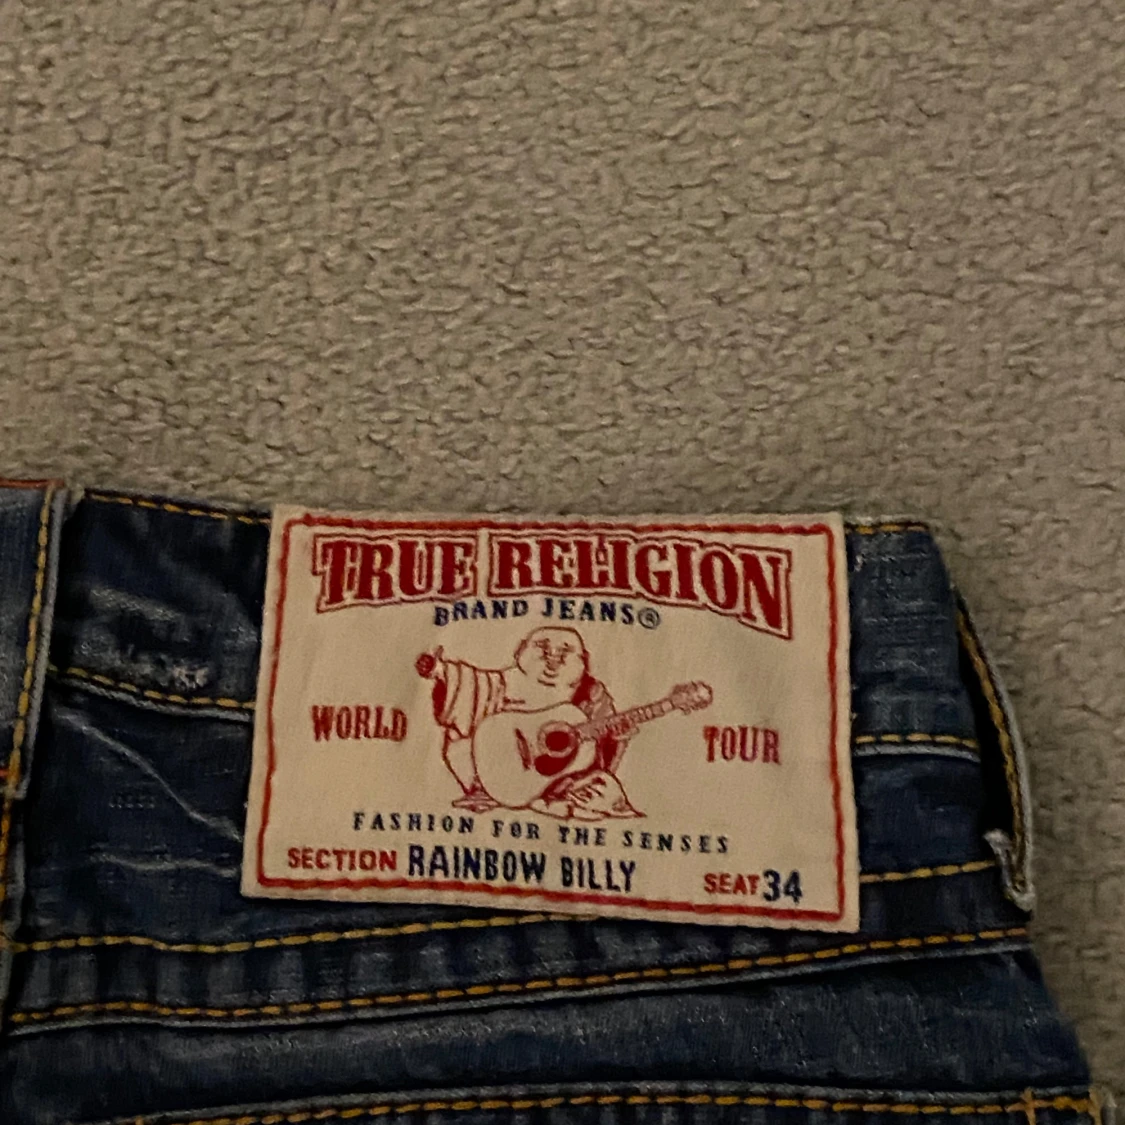 TRUE RELIGION
BRAND JEANS®
WORLD TOUR
FASHION FOR THE SENSES
SECTION RAINBOW BILLY SEAT 34